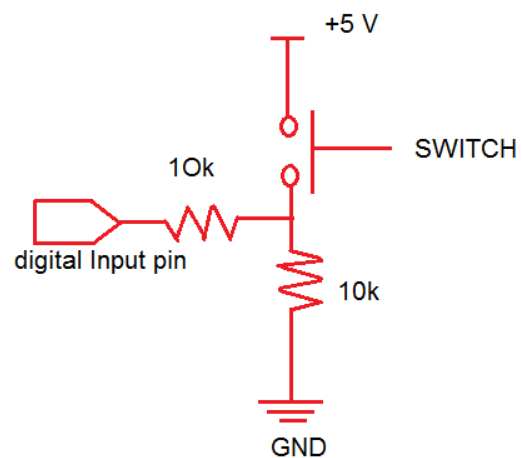 +5 V
SWITCH
1Ok
digital Input pin
10k
GND